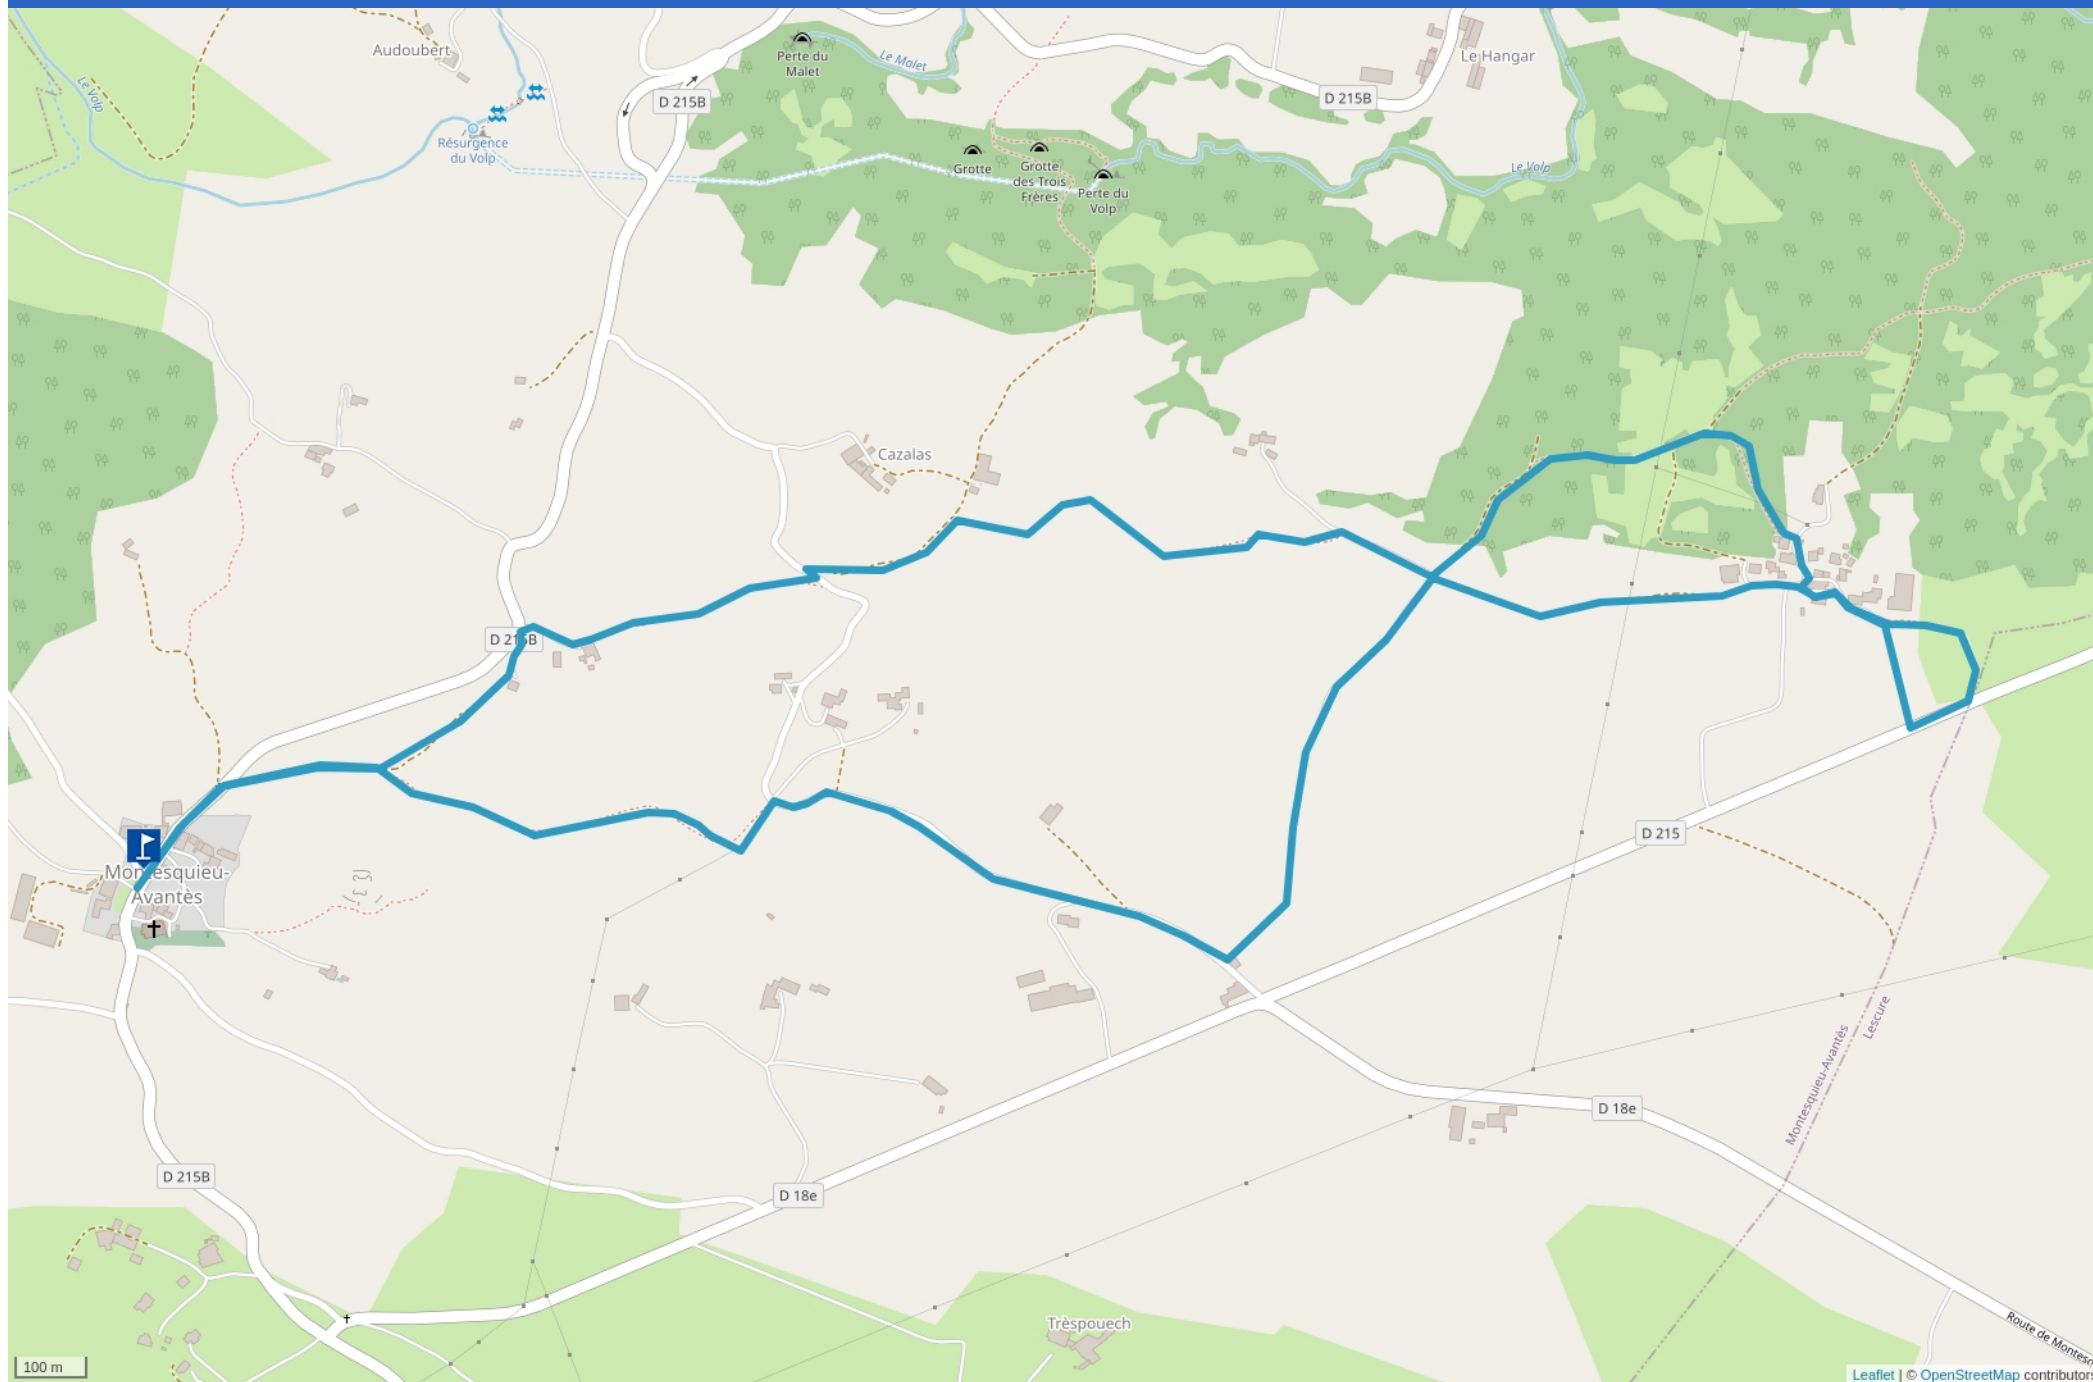 Audoubert
Le Volp
Perte du
Malet
Le Malet
Le Hangar
D 215B
D 215B
Résurgence
du Volp
Grotte
Grotte
des Trois
Frères
Perte du
Volp
Le Volp
Cazalas
D 215B
D 215
Montesquieu-
Avantès
Lescure
Montesquieu-Avantès
D 18e
D 215B
D 18e
Trèspouech
Route de Montesq
100 m
Leaflet | © OpenStreetMap contributors